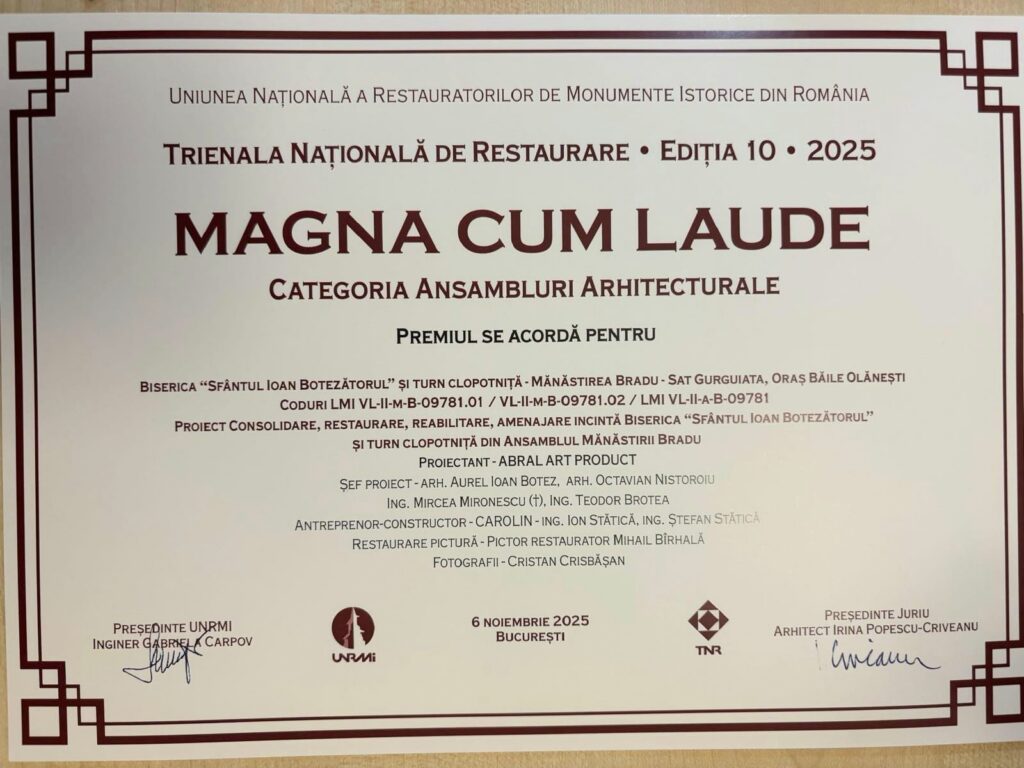 Uniunea Națională a Restauratorilor de Monumente Istorice din România
Trienala Națională de Restaurare • Ediția 10 • 2025
MAGNA CUM LAUDE
Categoria Ansambluri Arhitecturale
Premiul se acordă pentru
Biserica “Sfântul Ioan Botezătorul” și turn clopotniță - Mănăstirea Bradu - Sat Gurguiata, Oraș Băile Olănești
Coduri LMI VL-II-m-B-09781.01 / VL-II-m-B-09781.02 / LMI VL-II-a-B-09781
Proiect Consolidare, restaurare, reabilitare, amenajare incintă Biserica “Sfântul Ioan Botezătorul”
și turn clopotniță din Ansamblul Mănăstirii Bradu
Proiectant - ABRAL ART PRODUCT
Șef proiect - arh. Aurel Ioan Botez, arh. Octavian Nistoroiu
Ing. Mircea Mironescu (†), Ing. Teodor Brotea
Antreprenor-constructor - CAROLIN - ing. Ion Stătică, ing. Ștefan Stătică
Restaurare pictură - Pictor restaurator Mihail Bîrhală
Fotografii - Cristan Crisbășan
Președinte UNRMI
Inginer Gabriela Carpov
UNRMi
6 noiembrie 2025
București
TNR
Președinte Juriu
Arhitect Irina Popescu-Criveanu